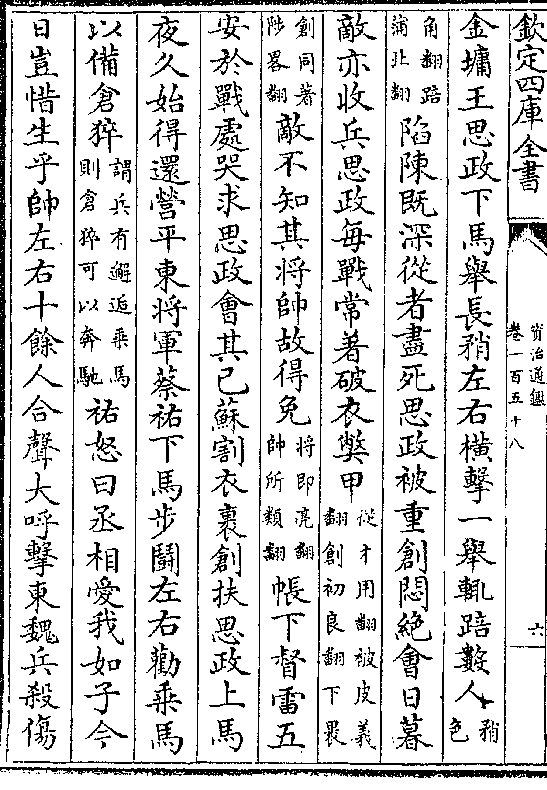 欽定四庫全書
資治通鑑
卷一百五十八
六
金墉王思政下馬舉長矟左右橫擊一舉輒踣數人矟色
角翻踣蒲北翻陷陳既深從者盡死思政被重創悶絶會日暮
敵亦收兵思政每戰常著破衣弊甲從才用翻被皮義翻創初良翻下裹
創同著陟畧翻敵不知其將帥故得免將即亮翻帥所類翻帳下督雷五
安於戰處哭求思政會其已蘇割衣裹創扶思政上馬
夜久始得還營平東將軍蔡祐下馬步鬬左右勸乘馬
以備倉猝謂兵有邂逅乘馬則倉猝可以奔馳祐怒曰丞相愛我如子今
日豈惜生乎帥左右十餘人合聲大呼擊東魏兵殺傷